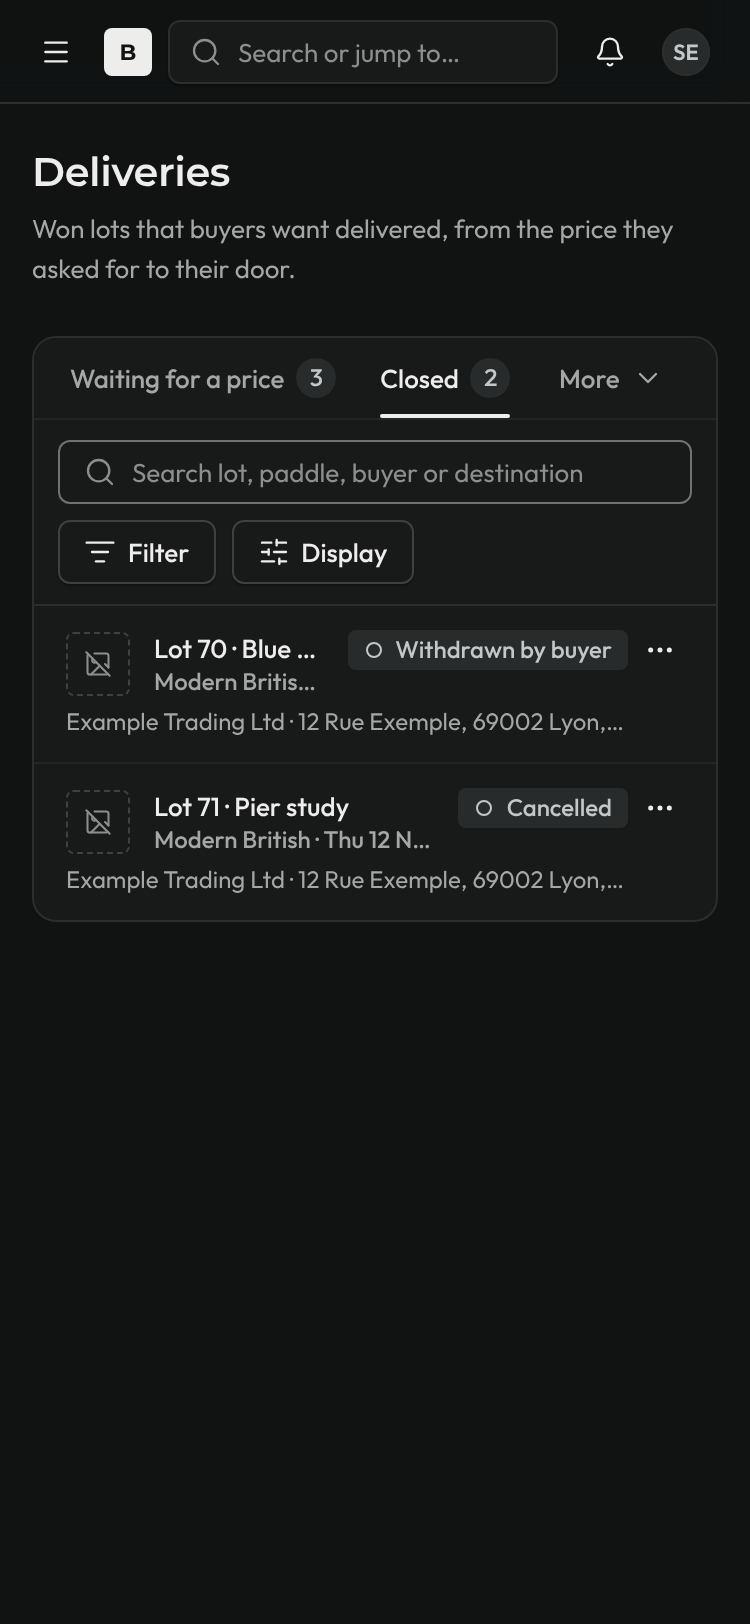 B
Search or jump to...
SE
Deliveries
Won lots that buyers want delivered, from the price they
asked for to their door.
Waiting for a price 3
Closed 2
More
Search lot, paddle, buyer or destination
Filter
Display
Lot 70 · Blue ...
Withdrawn by buyer
Modern Britis...
Example Trading Ltd · 12 Rue Exemple, 69002 Lyon,...
Lot 71 · Pier study
Cancelled
Modern British · Thu 12 N...
Example Trading Ltd · 12 Rue Exemple, 69002 Lyon,...